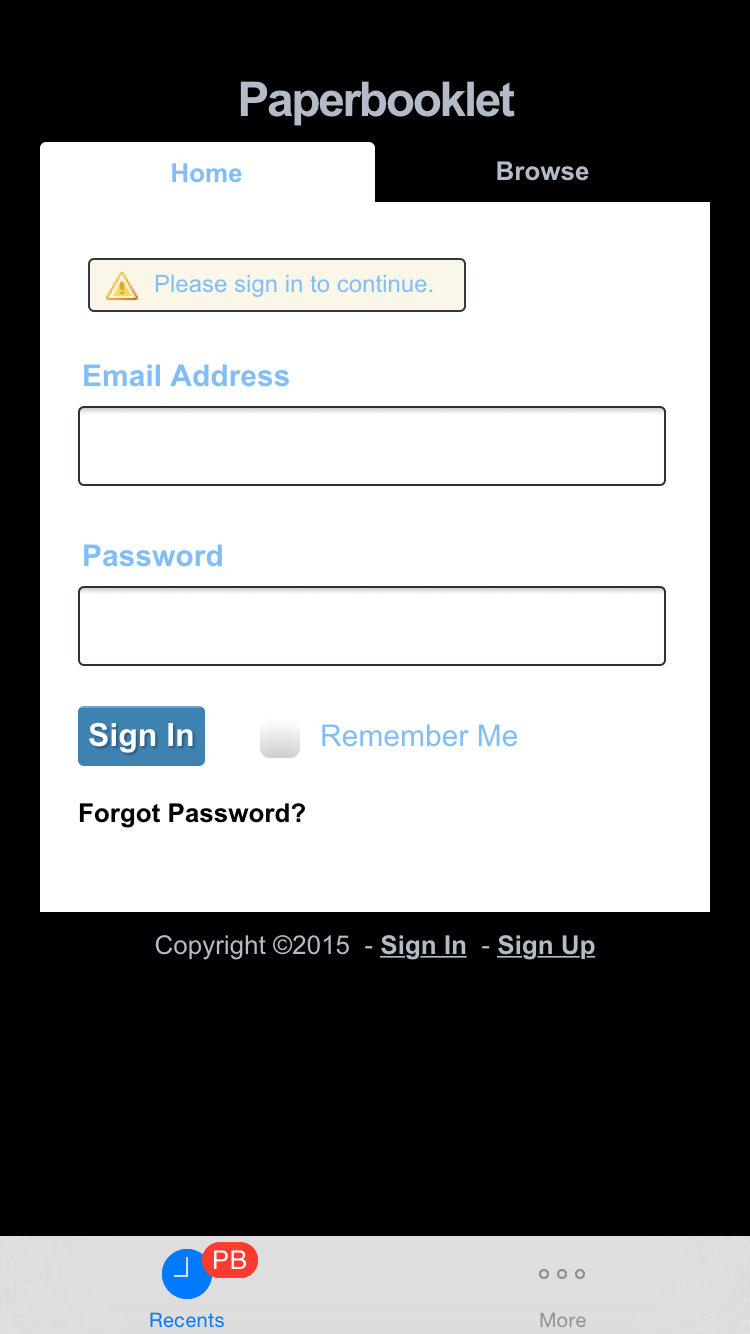 Paperbooklet
Home Browse
Please sign in to continue.
Email Address
Password
Sign In Remember Me
Forgot Password?
Copyright ©2015 - Sign In - Sign Up
PB
Recents More